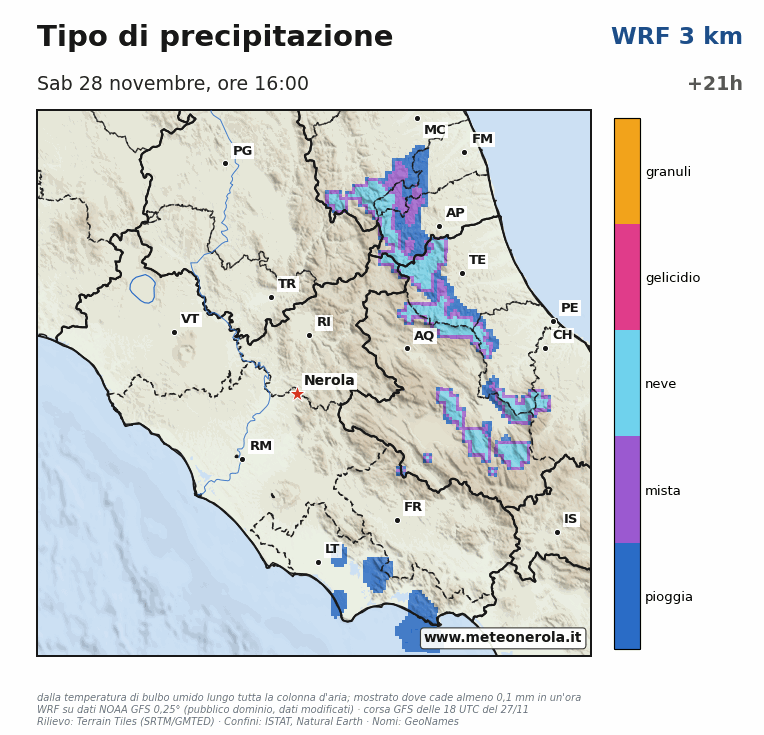 Tipo di precipitazione
WRF 3 km
Sab 28 novembre, ore 16:00
+21h
MC
FM
PG
AP
TE
TR
PE
VT
RI
AQ
CH
Nerola
RM
FR
IS
LT
www.meteonerola.it
granuli
gelicidio
neve
mista
pioggia
dalla temperatura di bulbo umido lungo tutta la colonna d'aria; mostrato dove cade almeno 0,1 mm in un'ora
WRF su dati NOAA GFS 0,25° (pubblico dominio, dati modificati) · corsa GFS delle 18 UTC del 27/11
Rilievo: Terrain Tiles (SRTM/GMTED) · Confini: ISTAT, Natural Earth · Nomi: GeoNames